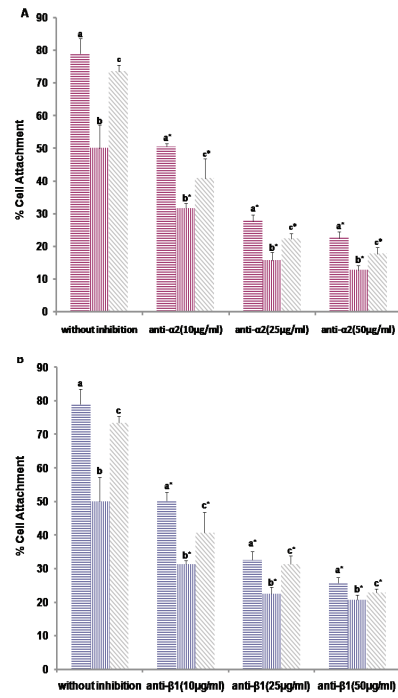 A
90
80
70
60
50
40
30
20
10
0
% Cell Attachment
a b c
a* b* c*
a* b* c*
a* b* c*
without inhibition anti-α2(10µg/ml) anti-α2(25µg/ml) anti-α2(50µg/ml)
B
90
80
70
60
50
40
30
20
10
0
% Cell Attachment
a b c
a* b* c*
a* b* c*
a* b* c*
without inhibition anti-β1(10µg/ml) anti-β1(25µg/ml) anti-β1(50µg/ml)